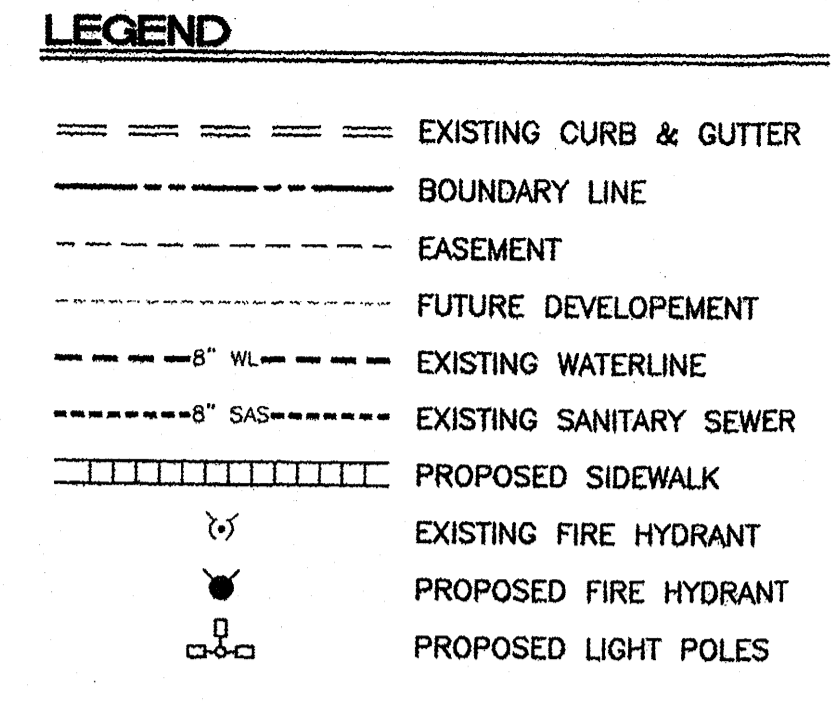 LEGEND
EXISTING CURB & GUTTER
BOUNDARY LINE
EASEMENT
FUTURE DEVELOPEMENT
8" WL EXISTING WATERLINE
8" SAS EXISTING SANITARY SEWER
PROPOSED SIDEWALK
EXISTING FIRE HYDRANT
PROPOSED FIRE HYDRANT
PROPOSED LIGHT POLES